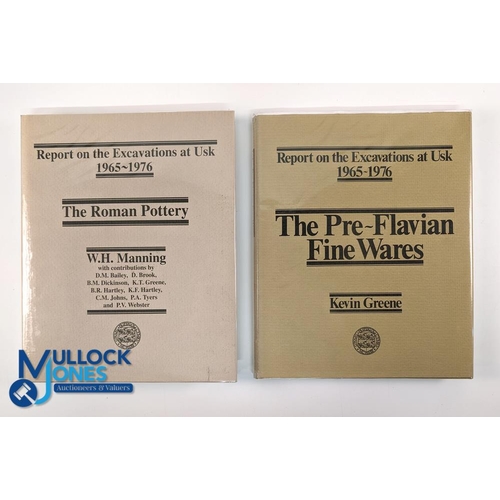 Report on the Excavations at Usk
1965~1976
The Roman Pottery
W.H. Manning
with contributions by
D.M. Bailey, D. Brook,
B.M. Dickinson, K.T. Greene,
B.R. Hartley, K.F. Hartley,
C.M. Johns, P.A. Tyers
and P.V. Webster
Report on the Excavations at Usk
1965-1976
The Pre~Flavian
Fine Wares
Kevin Greene
MULLOCK
JONES
Auctioneers & Valuers